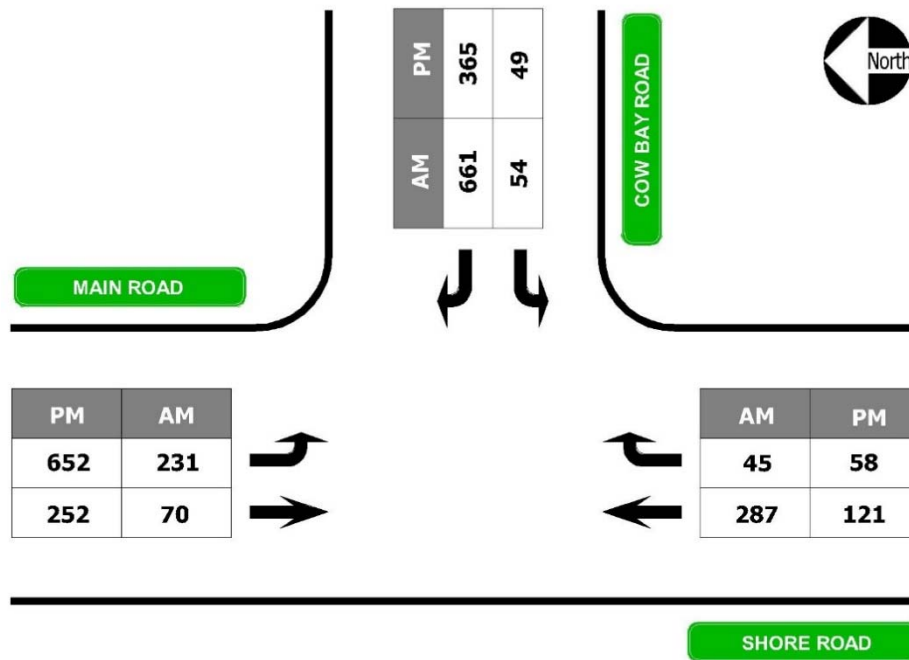 PM 365 49
AM 661 54
COW BAY ROAD
North
MAIN ROAD
PM AM
652 231
252 70
AM PM
45 58
287 121
SHORE ROAD